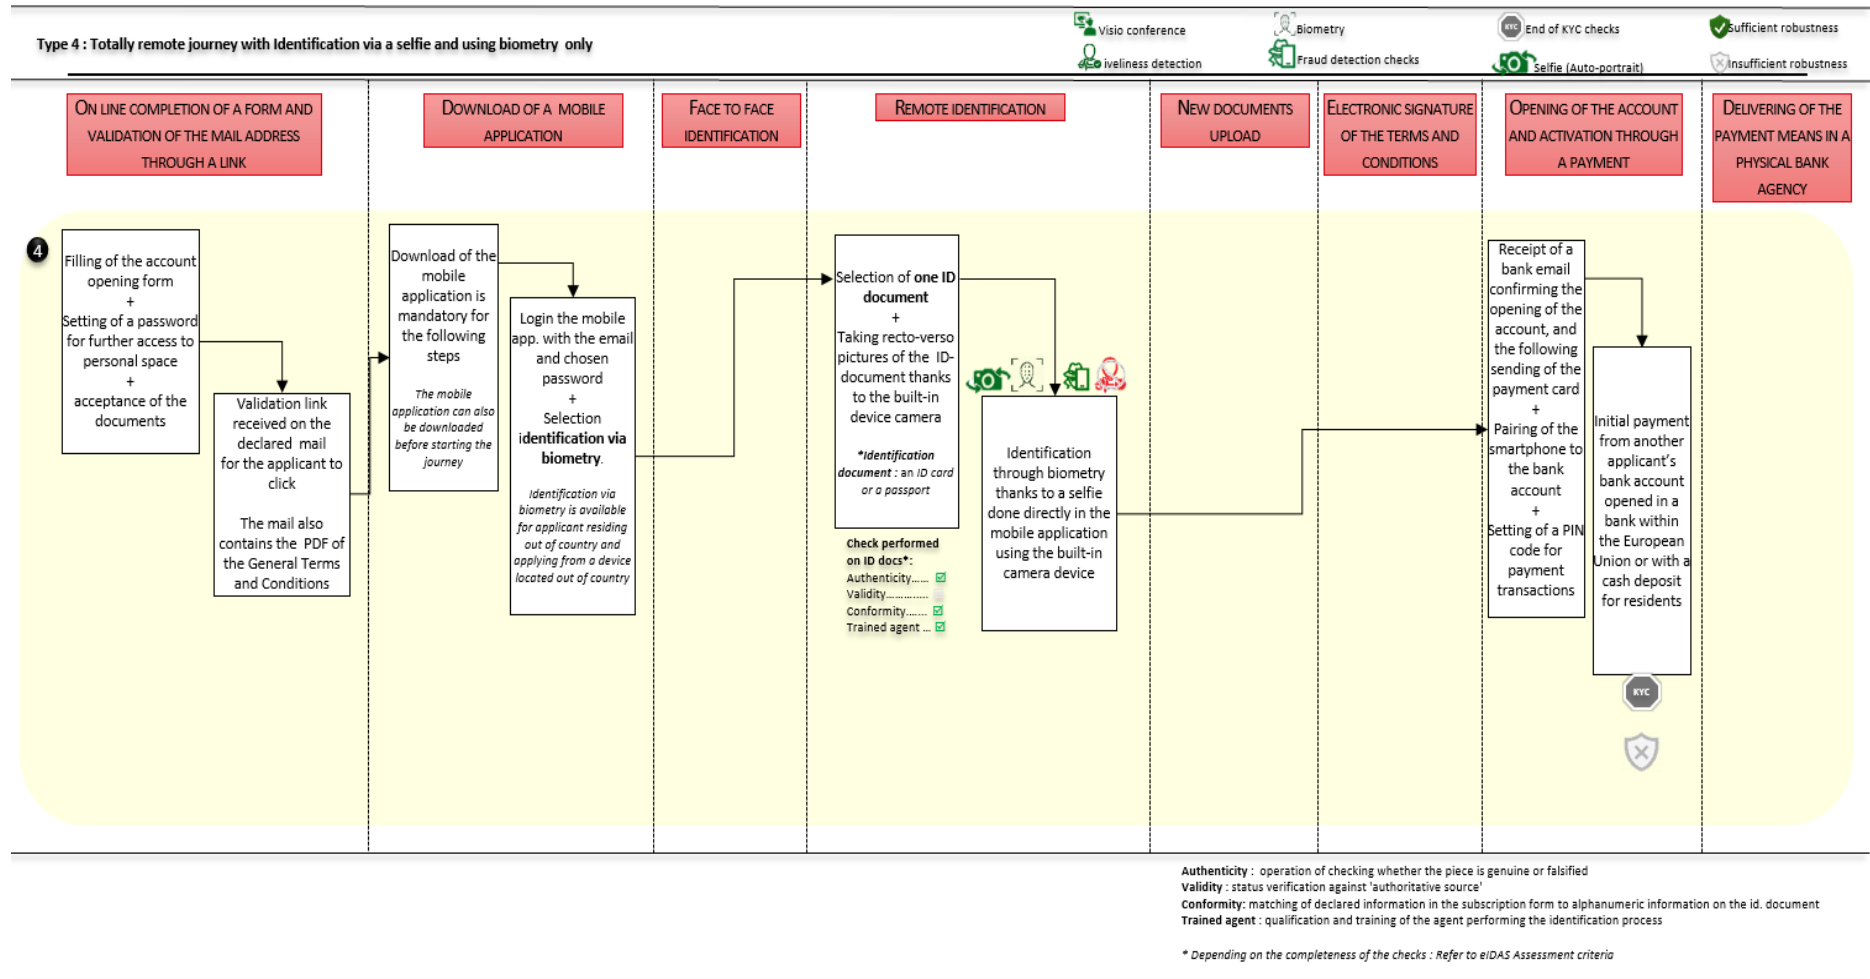 Type 4 : Totally remote journey with Identification via a selfie and using biometry only
Visio conference
Biometry
End of KYC checks
Sufficient robustness
iveliness detection
Fraud detection checks
Selfie (Auto-portrait)
Insufficient robustness
ON LINE COMPLETION OF A FORM AND
VALIDATION OF THE MAIL ADDRESS
THROUGH A LINK
DOWNLOAD OF A MOBILE
APPLICATION
FACE TO FACE
IDENTIFICATION
REMOTE IDENTIFICATION
NEW DOCUMENTS
UPLOAD
ELECTRONIC SIGNATURE
OF THE TERMS AND
CONDITIONS
OPENING OF THE ACCOUNT
AND ACTIVATION THROUGH
A PAYMENT
DELIVERING OF THE
PAYMENT MEANS IN A
PHYSICAL BANK
AGENCY
4
Filling of the account
opening form
+
Setting of a password
for further access to
personal space
+
acceptance of the
documents
Validation link
received on the
declared mail
for the applicant to
click
The mail also
contains the PDF of
the General Terms
and Conditions
Download of the
mobile
application is
mandatory for
the following
steps
The mobile
application can also
be downloaded
before starting the
journey
Login the mobile
app. with the email
and chosen
password
+
Selection
identification via
biometry.
Identification via
biometry is available
for applicant residing
out of country and
applying from a device
located out of country
Selection of one ID
document
+
Taking recto-verso
pictures of the ID-
document thanks
to the built-in
device camera
*Identification
document : an ID card
or a passport
Check performed
on ID docs*:
Authenticity......
Validity..............
Conformity.......
Trained agent ...
Identification
through biometry
thanks to a selfie
done directly in the
mobile application
using the built-in
camera device
Receipt of a
bank email
confirming the
opening of the
account, and
the following
sending of the
payment card
+
Pairing of the
smartphone to
the bank
account
+
Setting of a PIN
code for
payment
transactions
Initial payment
from another
applicant's
bank account
opened in a
bank within
the European
Union or with a
cash deposit
for residents
KYC
Authenticity : operation of checking whether the piece is genuine or falsified
Validity : status verification against 'authoritative source'
Conformity: matching of declared information in the subscription form to alphanumeric information on the id. document
Trained agent : qualification and training of the agent performing the identification process
* Depending on the completeness of the checks : Refer to eIDAS Assessment criteria